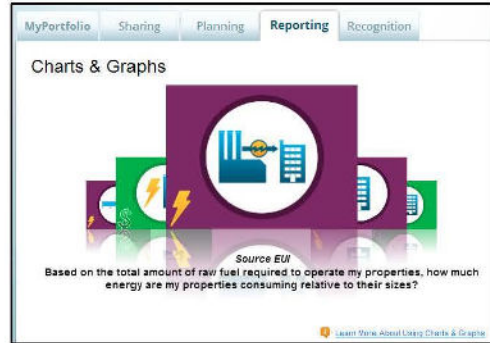 MyPortfolio Sharing Planning Reporting Recognition
Charts & Graphs
Source EUI
Based on the total amount of raw fuel required to operate my properties, how much
energy are my properties consuming relative to their sizes?
Learn More About Using Charts & Graphs